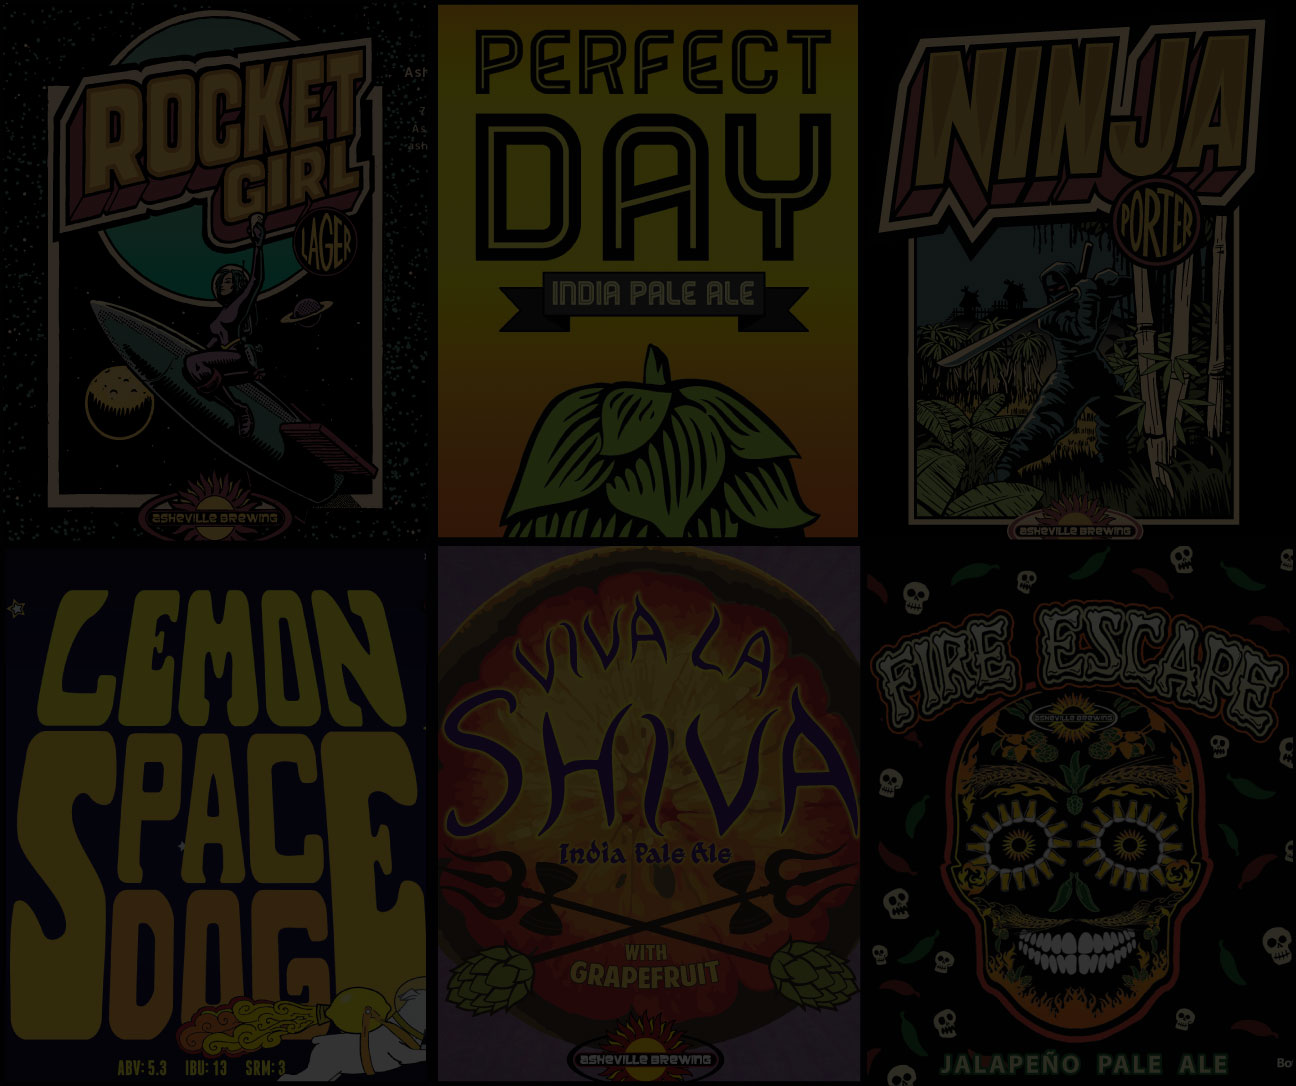 ROCKET
GIRL
LAGER
ASHEVILLE BREWING
PERFECT
DAY
INDIA PALE ALE
NINJA
PORTER
ASHEVILLE BREWING
LEMON
SPACE
DOG
ABV: 5.3 IBU: 13 SRM: 3
VIVA LA
SHIVA
India Pale Ale
WITH
GRAPEFRUIT
ASHEVILLE BREWING
FIRE ESCAPE
ASHEVILLE BREWING
JALAPEÑO PALE ALE